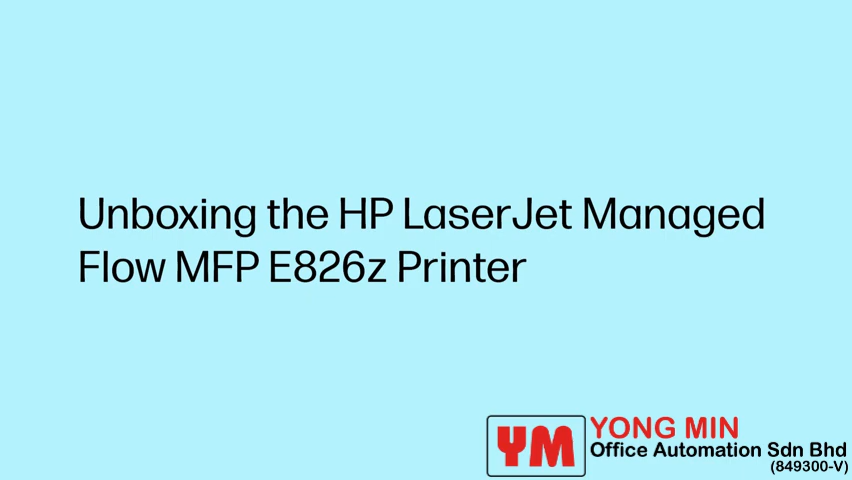 Unboxing the HP LaserJet Managed
Flow MFP E826z Printer
YM
YONG MIN
Office Automation Sdn Bhd
(849300-V)